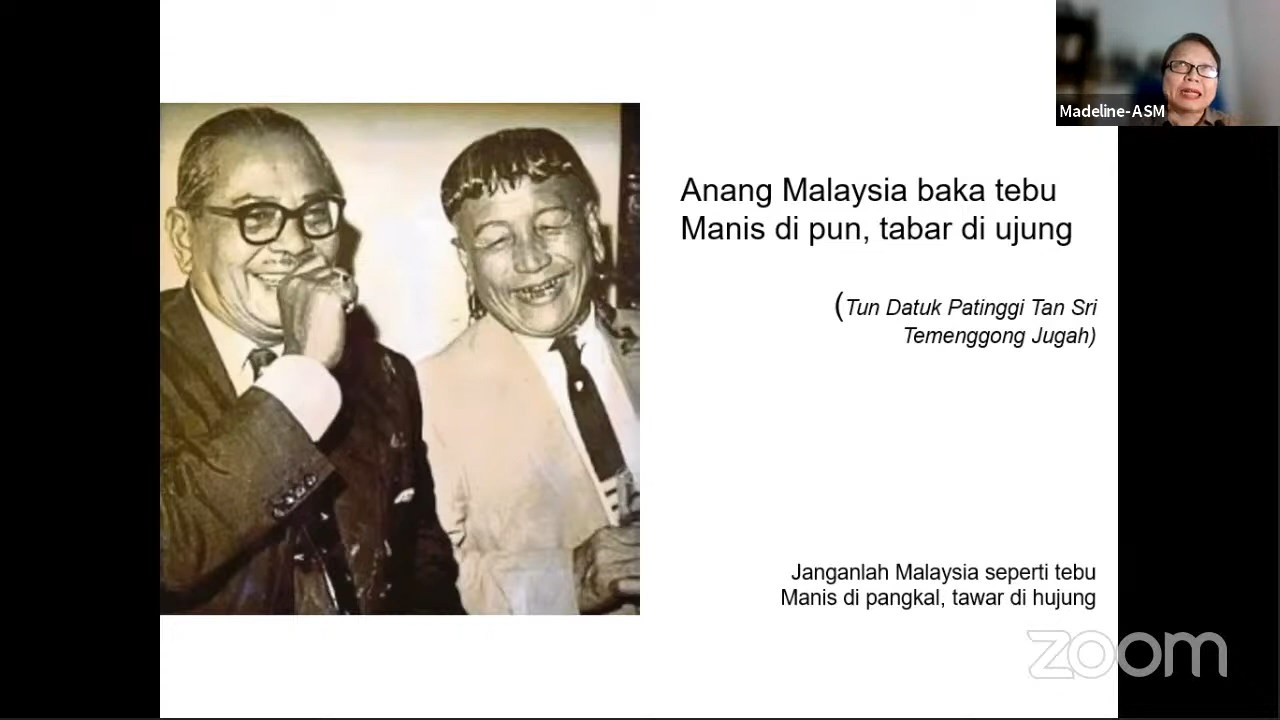 Madeline-ASM
Anang Malaysia baka tebu
Manis di pun, tabar di ujung
(Tun Datuk Patinggi Tan Sri
Temenggong Jugah)
Janganlah Malaysia seperti tebu
Manis di pangkal, tawar di hujung
zoom